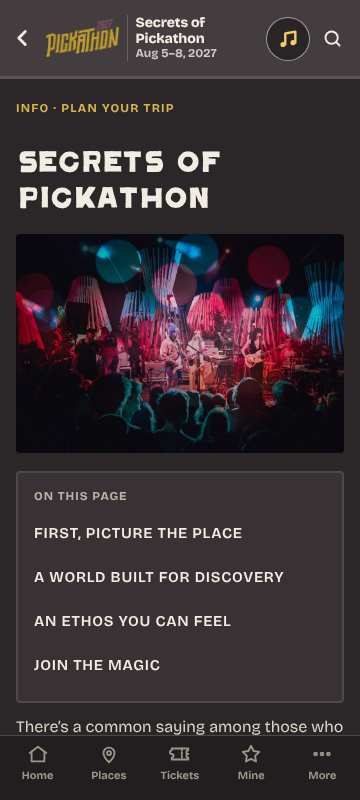 PICKATHON
Secrets of
Pickathon
Aug 5–8, 2027
INFO · PLAN YOUR TRIP
SECRETS OF
PICKATHON
ON THIS PAGE
FIRST, PICTURE THE PLACE
A WORLD BUILT FOR DISCOVERY
AN ETHOS YOU CAN FEEL
JOIN THE MAGIC
There's a common saying among those who
Home
Places
Tickets
Mine
More